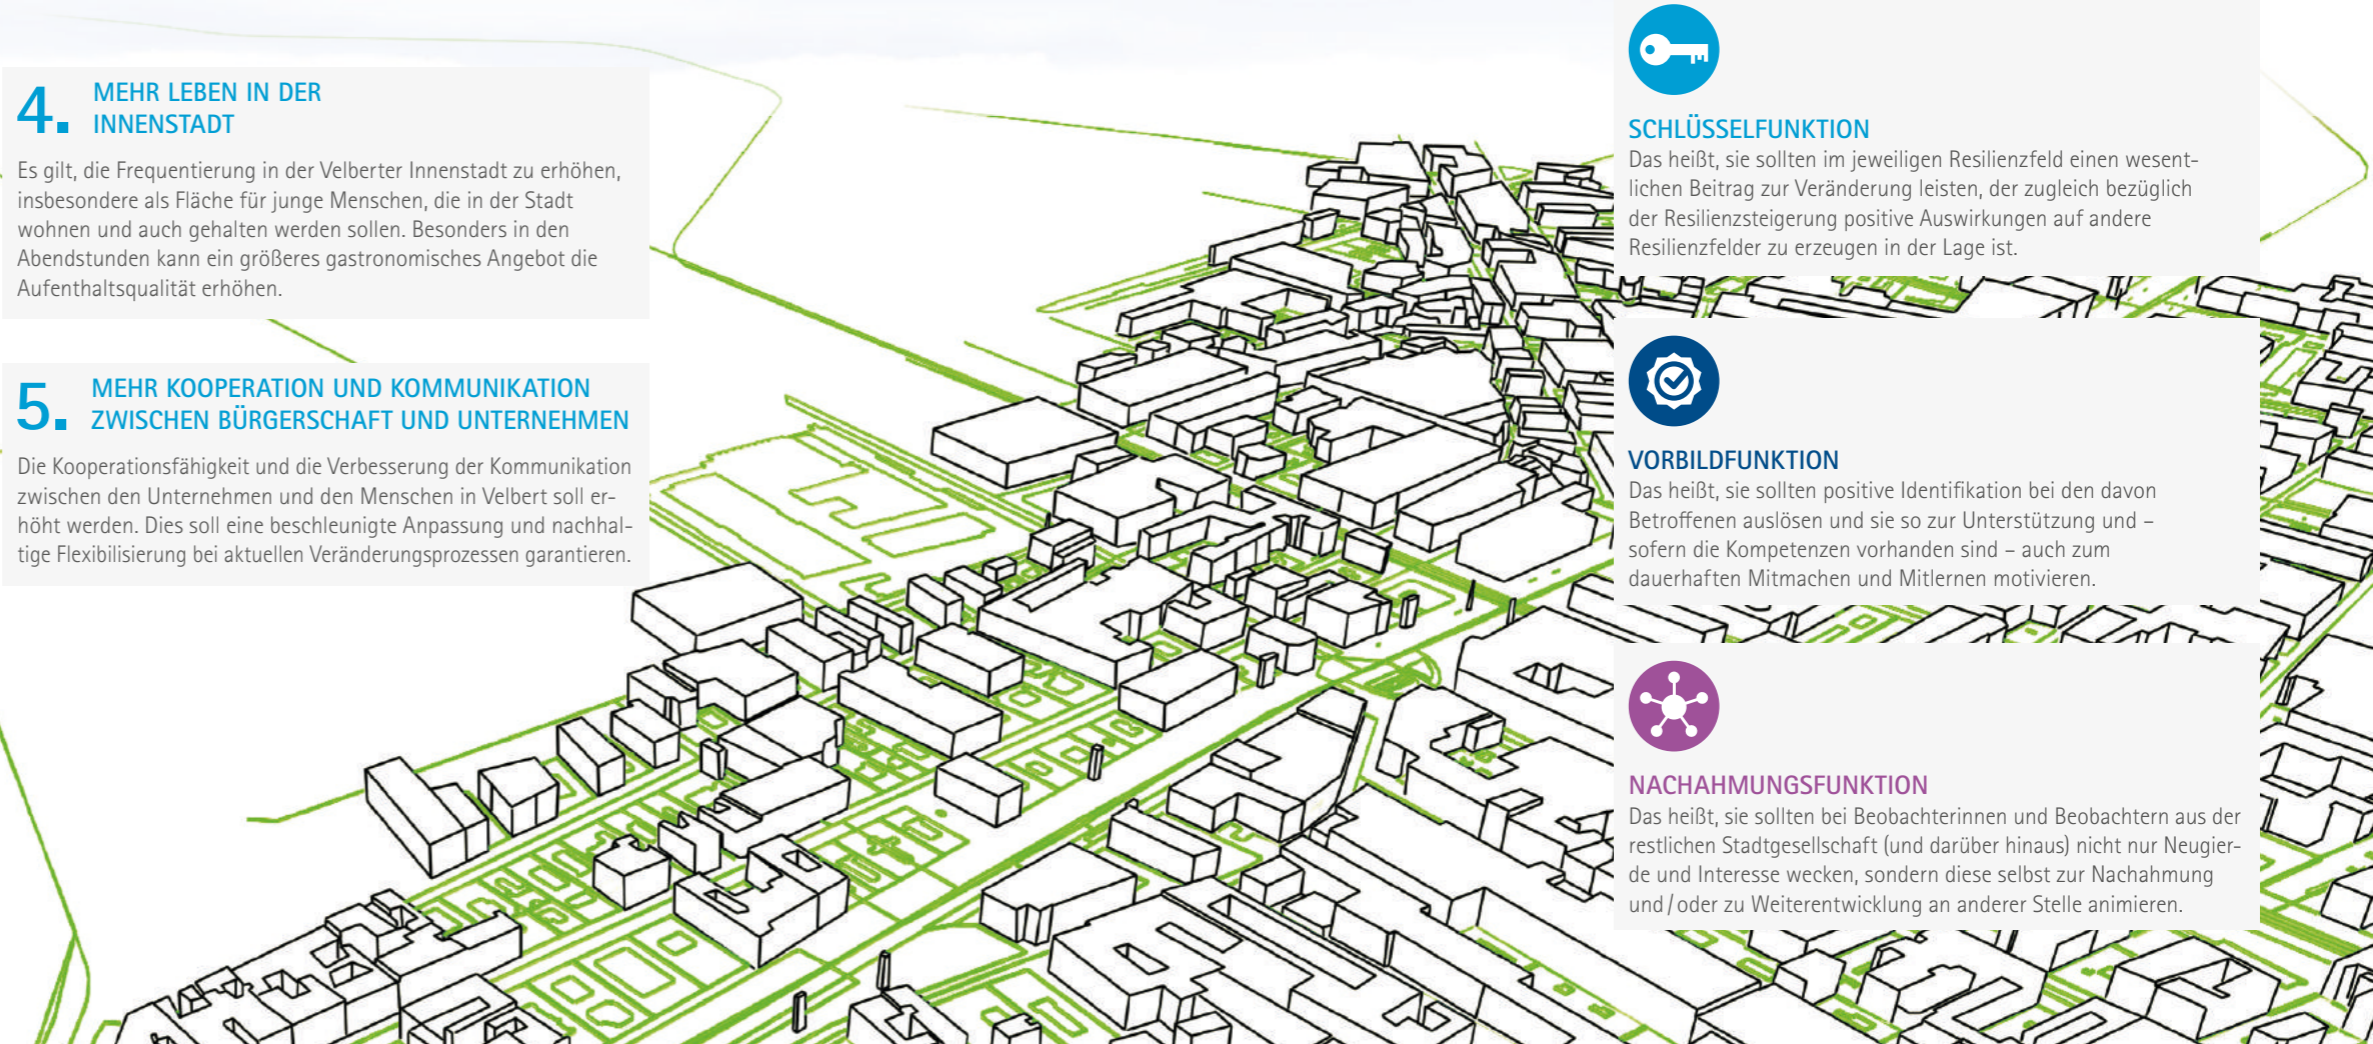 4. MEHR LEBEN IN DER
INNENSTADT
Es gilt, die Frequentierung in der Velberter Innenstadt zu erhöhen,
insbesondere als Fläche für junge Menschen, die in der Stadt
wohnen und auch gehalten werden sollen. Besonders in den
Abendstunden kann ein größeres gastronomisches Angebot die
Aufenthaltsqualität erhöhen.
5. MEHR KOOPERATION UND KOMMUNIKATION
ZWISCHEN BÜRGERSCHAFT UND UNTERNEHMEN
Die Kooperationsfähigkeit und die Verbesserung der Kommunikation
zwischen den Unternehmen und den Menschen in Velbert soll er-
höht werden. Dies soll eine beschleunigte Anpassung und nachhal-
tige Flexibilisierung bei aktuellen Veränderungsprozessen garantieren.
SCHLÜSSELFUNKTION
Das heißt, sie sollten im jeweiligen Resilienzfeld einen wesent-
lichen Beitrag zur Veränderung leisten, der zugleich bezüglich
der Resilienzsteigerung positive Auswirkungen auf andere
Resilienzfelder zu erzeugen in der Lage ist.
VORBILDFUNKTION
Das heißt, sie sollten positive Identifikation bei den davon
Betroffenen auslösen und sie so zur Unterstützung und –
sofern die Kompetenzen vorhanden sind – auch zum
dauerhaften Mitmachen und Mitlernen motivieren.
NACHAHMUNGSFUNKTION
Das heißt, sie sollten bei Beobachterinnen und Beobachtern aus der
restlichen Stadtgesellschaft (und darüber hinaus) nicht nur Neugier-
de und Interesse wecken, sondern diese selbst zur Nachahmung
und / oder zu Weiterentwicklung an anderer Stelle animieren.